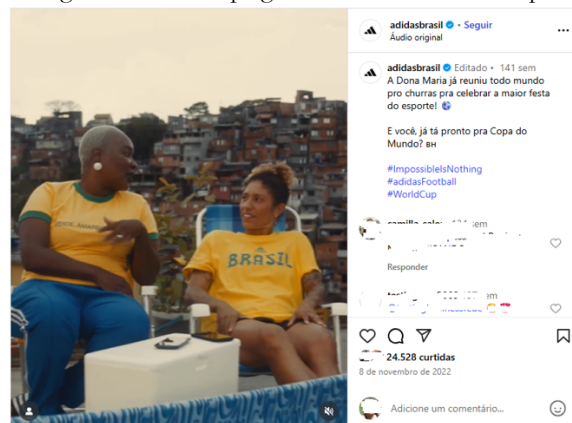 adidasbrasil • Seguir
Áudio original
adidasbrasil Editado • 141 sem
A Dona Maria já reuniu todo mundo
pro churras pra celebrar a maior festa
do esporte!
E você, já tá pronto pra Copa do
Mundo? вн
#ImpossibleIsNothing
#adidasFootball
#WorldCup
sem
Responder
BRASIL
24.528 curtidas
8 de novembro de 2022
Adicione um comentário...